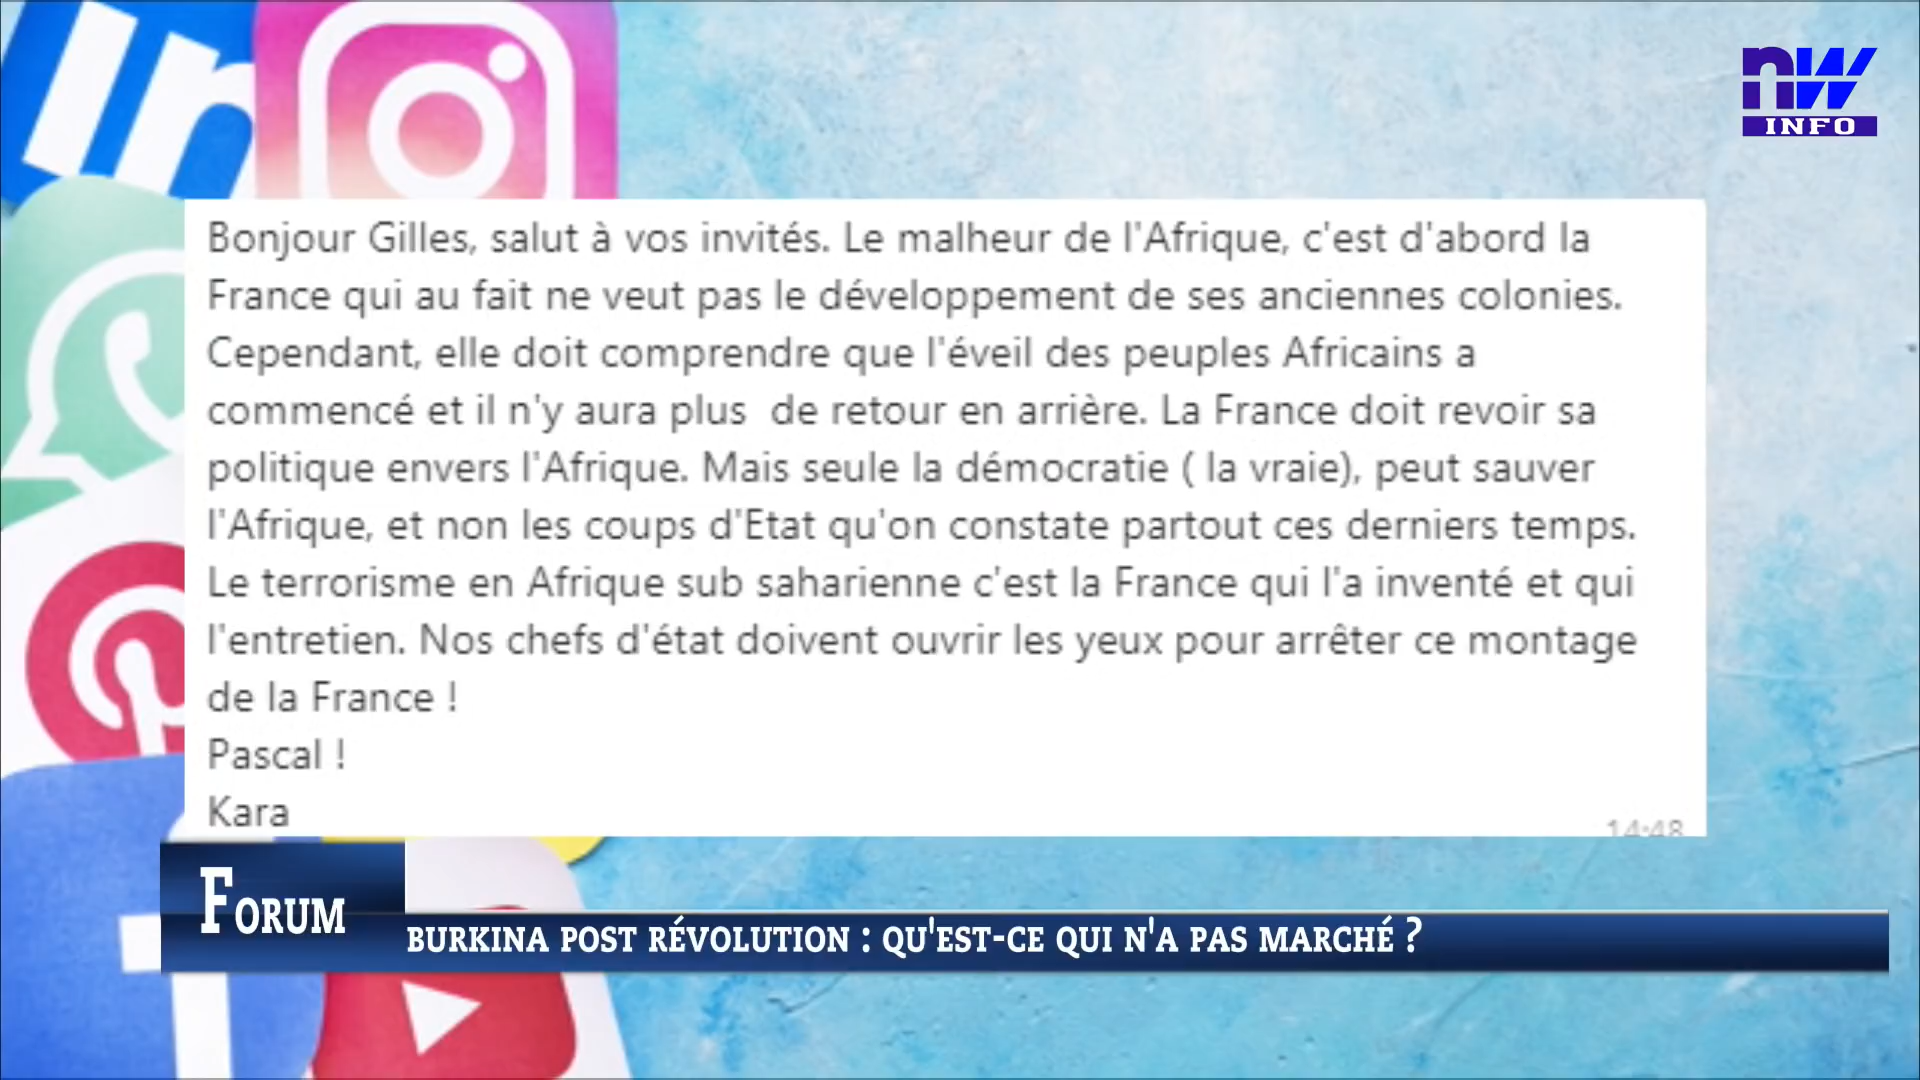 in
nw
INFO
Bonjour Gilles, salut à vos invités. Le malheur de l'Afrique, c'est d'abord la
France qui au fait ne veut pas le développement de ses anciennes colonies.
Cependant, elle doit comprendre que l'éveil des peuples Africains a
commencé et il n'y aura plus  de retour en arrière. La France doit revoir sa
politique envers l'Afrique. Mais seule la démocratie ( la vraie), peut sauver
l'Afrique, et non les coups d'Etat qu'on constate partout ces derniers temps.
Le terrorisme en Afrique sub saharienne c'est la France qui l'a inventé et qui
l'entretien. Nos chefs d'état doivent ouvrir les yeux pour arrêter ce montage
de la France !
Pascal !
Kara
14:48
FORUM
BURKINA POST RÉVOLUTION : QU'EST-CE QUI N'A PAS MARCHÉ ?